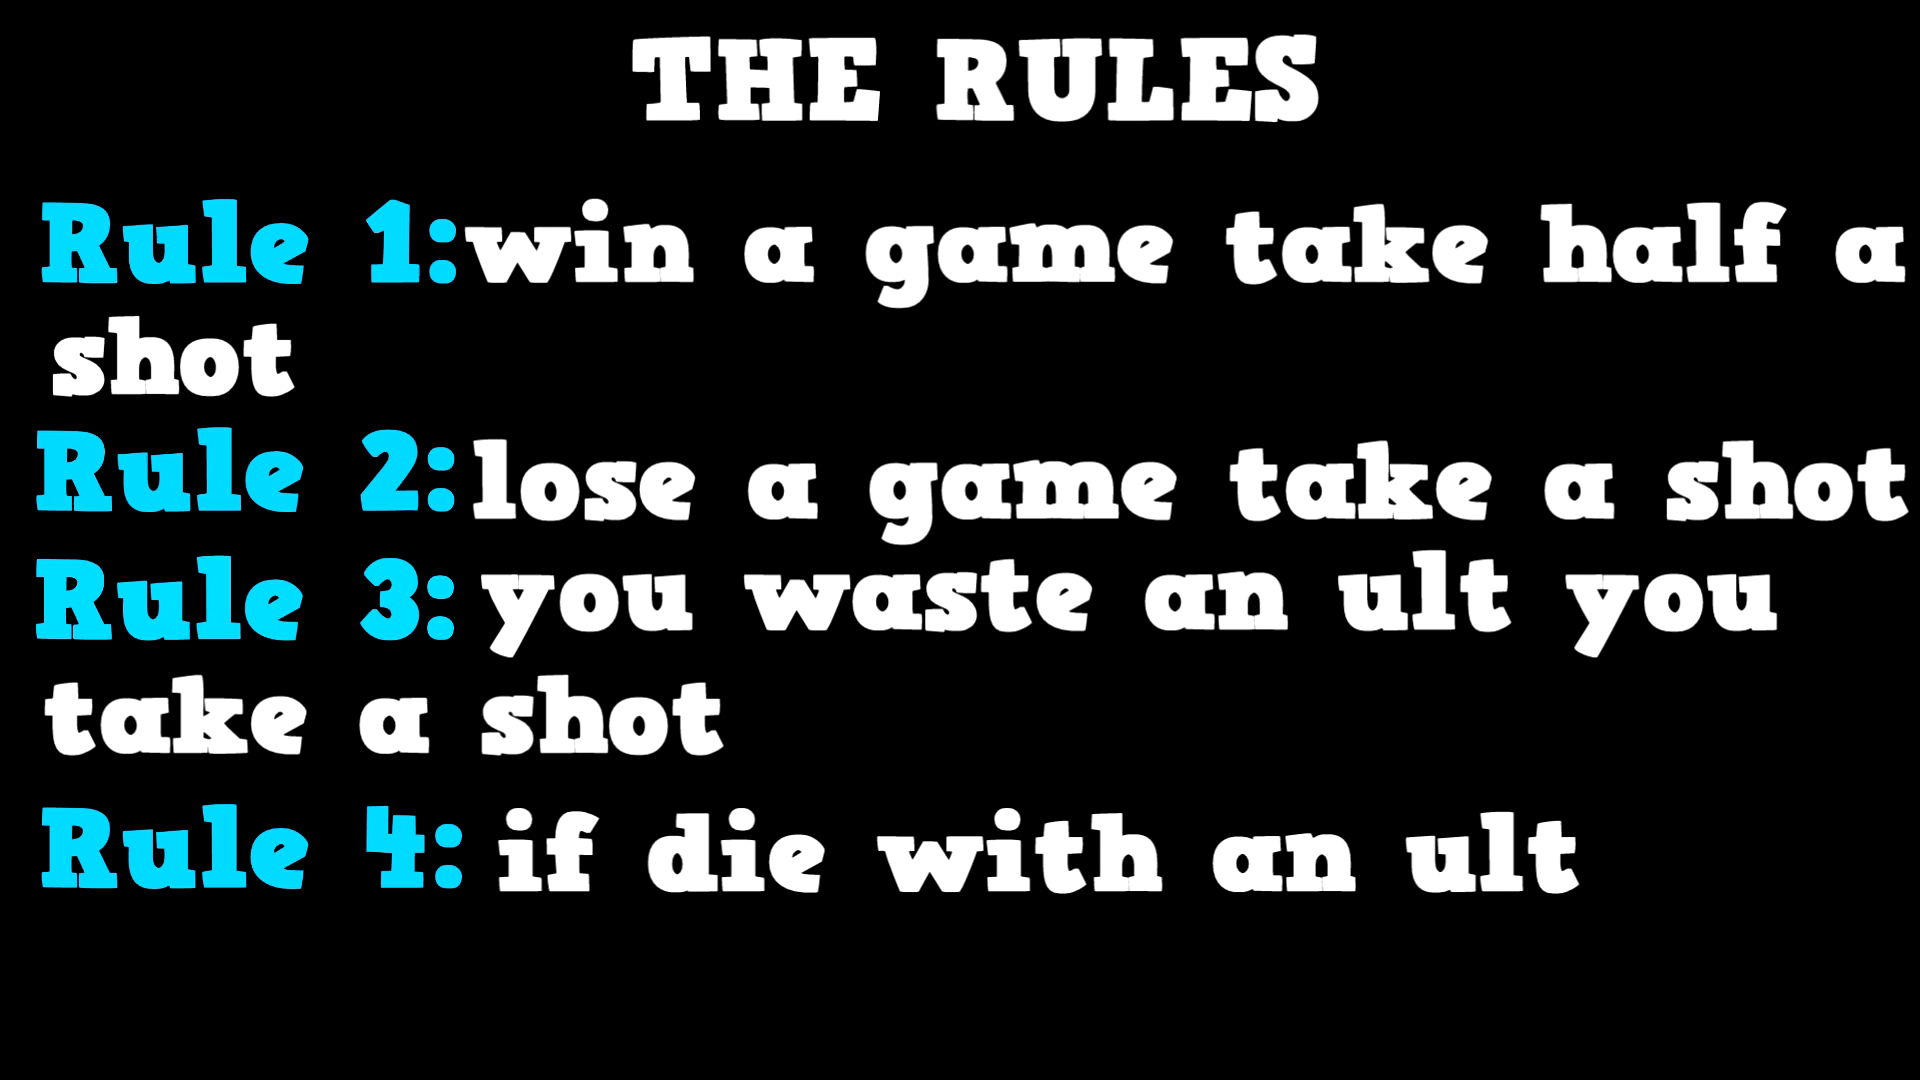 THE RULES
Rule 1:win a game take half a
shot
Rule 2:lose a game take a shot
Rule 3: you waste an ult you
take a shot
Rule 4: if die with an ult